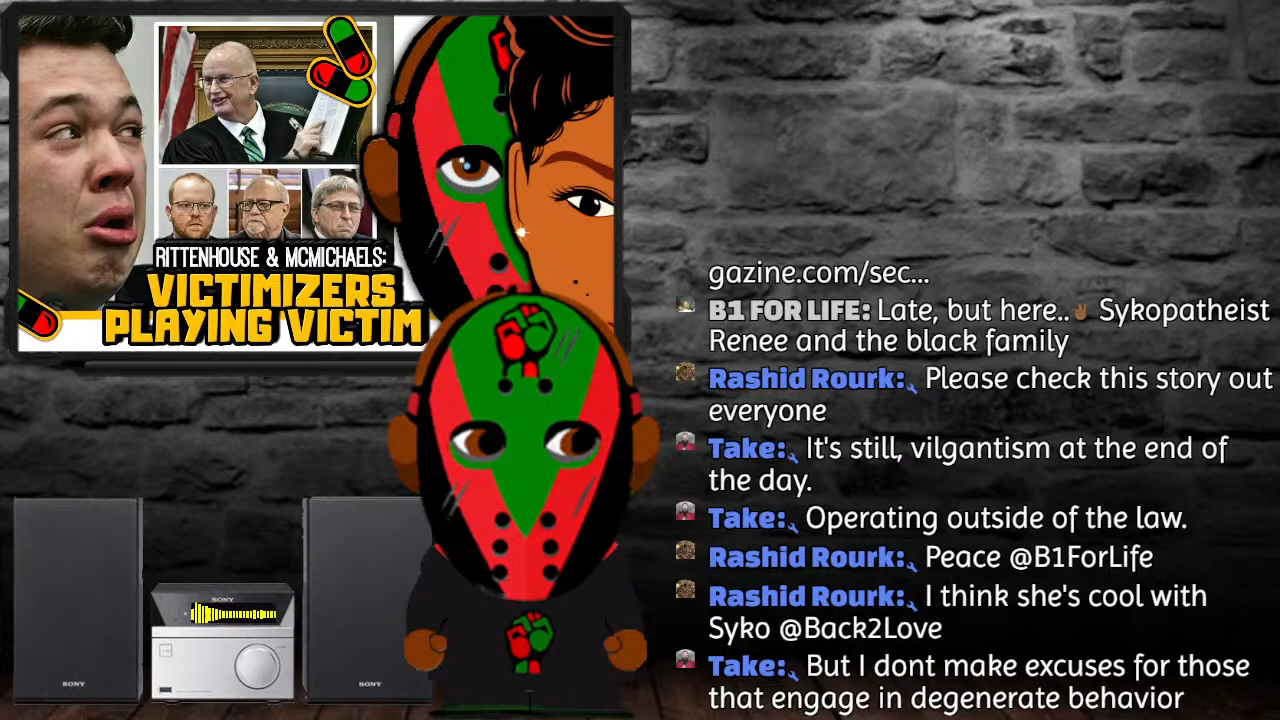 RITTENHOUSE & MCMICHAELS:
VICTIMIZERS
PLAYING VICTIM
gazine.com/sec...
B1 FOR LIFE: Late, but here..✌🏾 Sykopatheist
Renee and the black family
Rashid Rourk: Please check this story out
everyone
Take: It's still, vilgantism at the end of
the day.
Take: Operating outside of the law.
Rashid Rourk: Peace @B1ForLife
Rashid Rourk: I think she's cool with
Syko @Back2Love
Take: But I dont make excuses for those
that engage in degenerate behavior
SONY
SONY
SONY